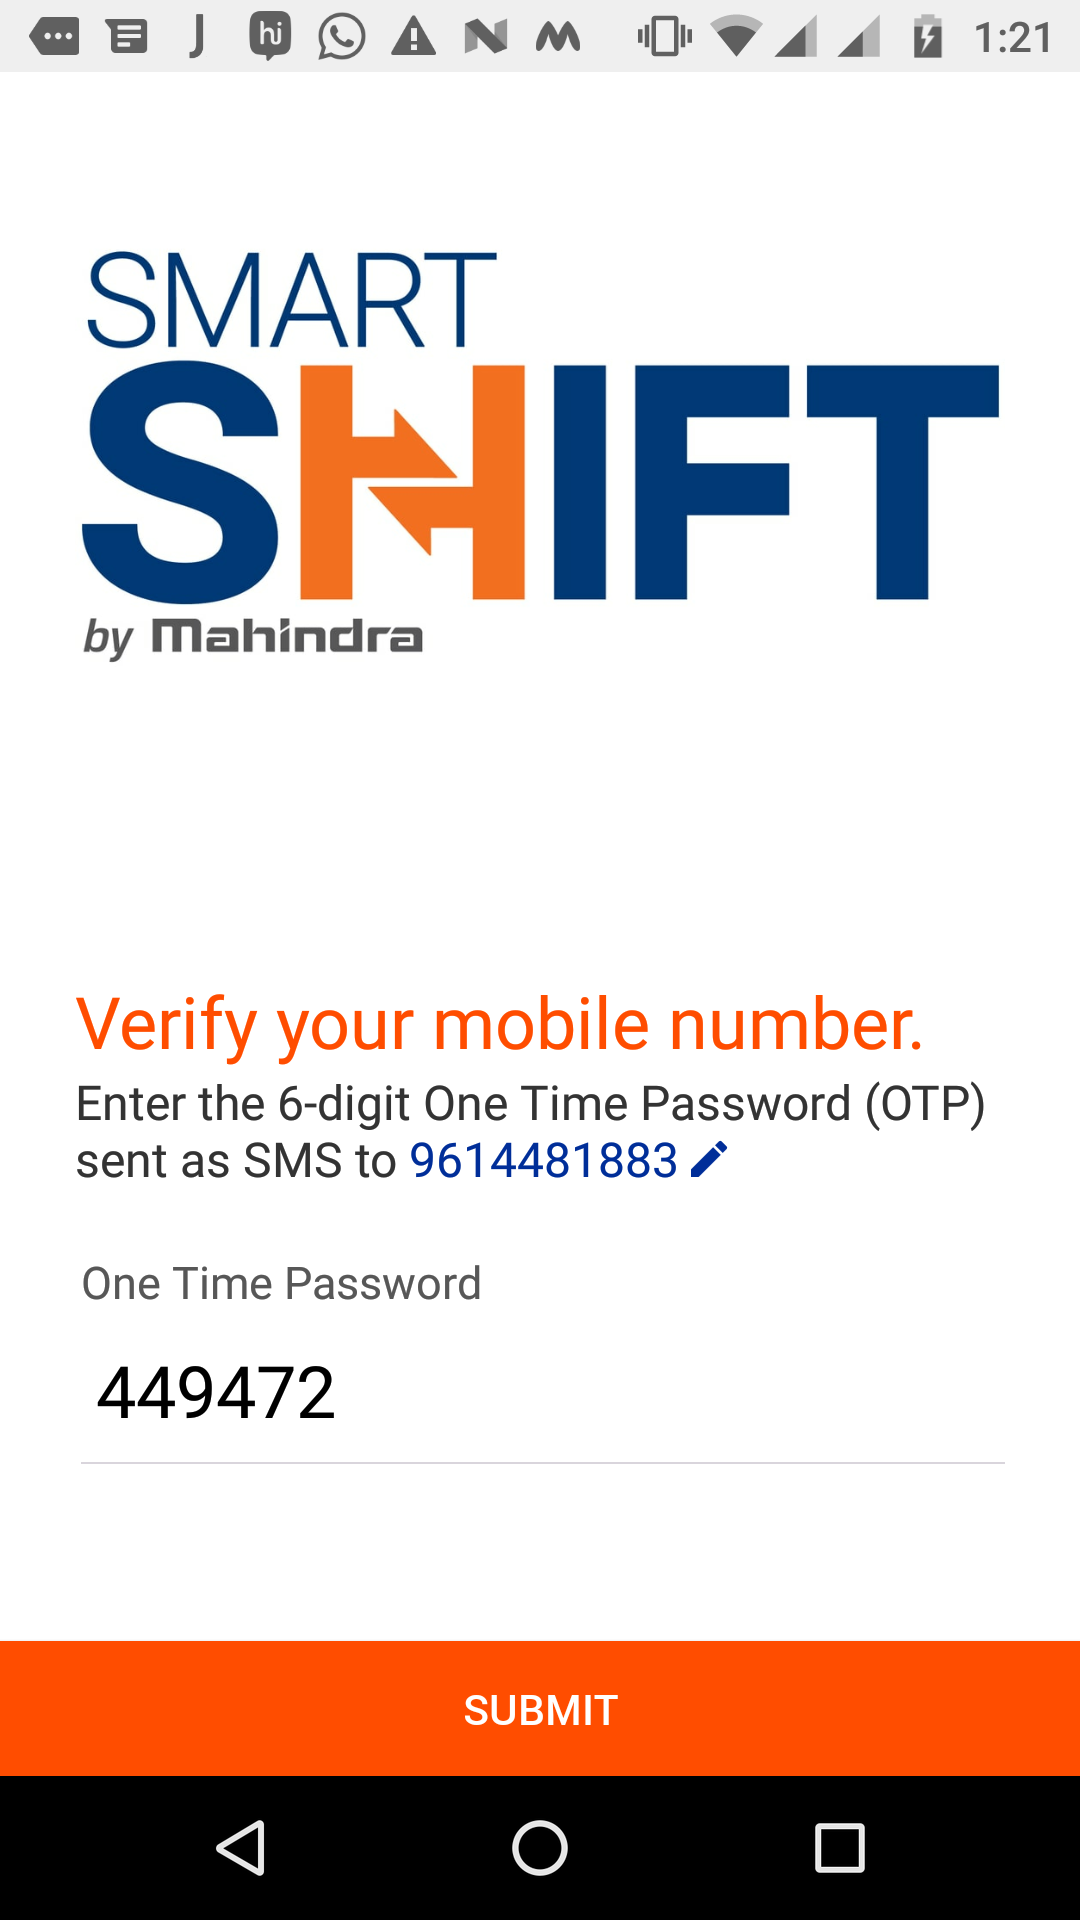 hi 1:21
SMART
SHIFT
by Mahindra
Verify your mobile number.
Enter the 6-digit One Time Password (OTP)
sent as SMS to 9614481883
One Time Password
449472
SUBMIT